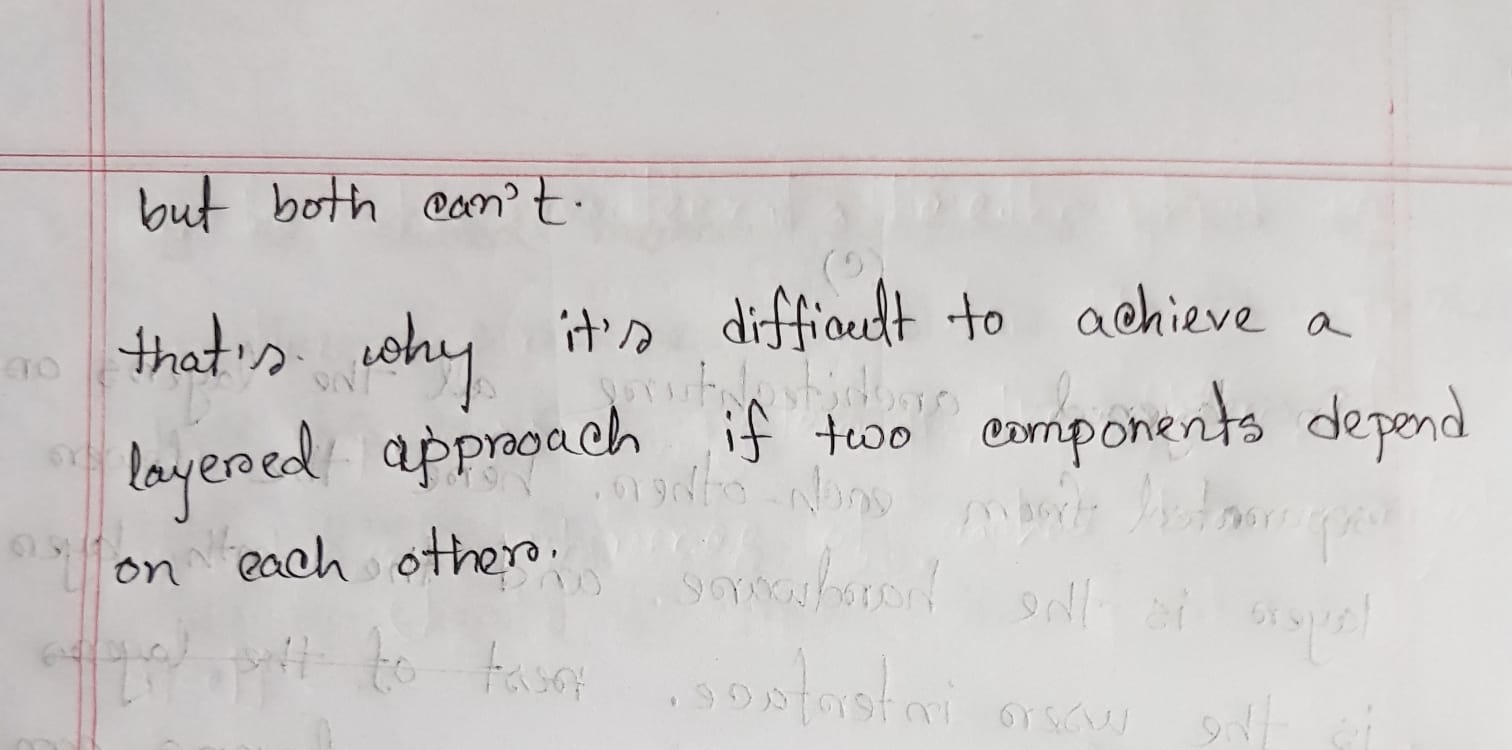 but both can't.
that's why it's difficult to achieve a
layered approach if two components depend
on each other.